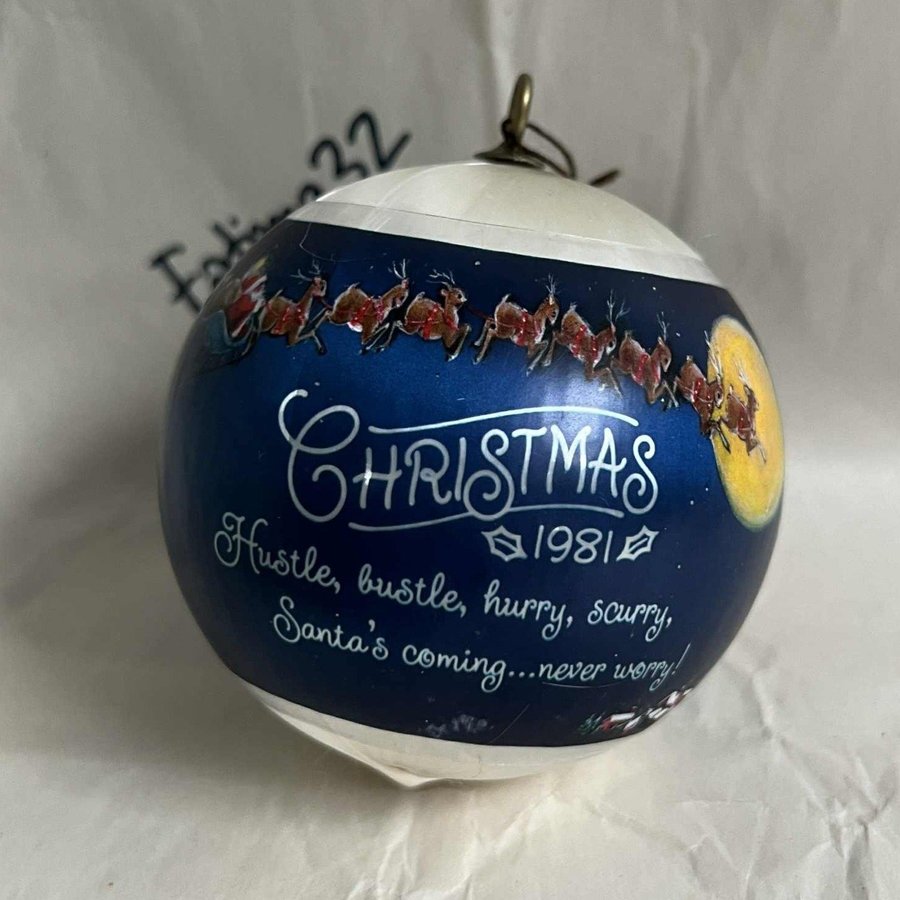 CHRISTMAS
1981
Hustle, bustle, hurry, scurry,
Santa's coming...never worry!